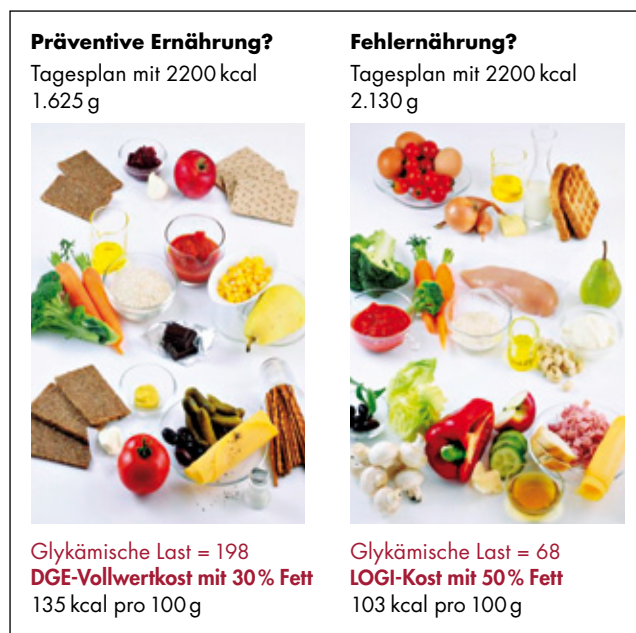 Präventive Ernährung?
Tagesplan mit 2200 kcal
1.625 g
Glykämische Last = 198
DGE-Vollwertkost mit 30 % Fett
135 kcal pro 100 g
Fehlernährung?
Tagesplan mit 2200 kcal
2.130 g
Glykämische Last = 68
LOGI-Kost mit 50 % Fett
103 kcal pro 100 g